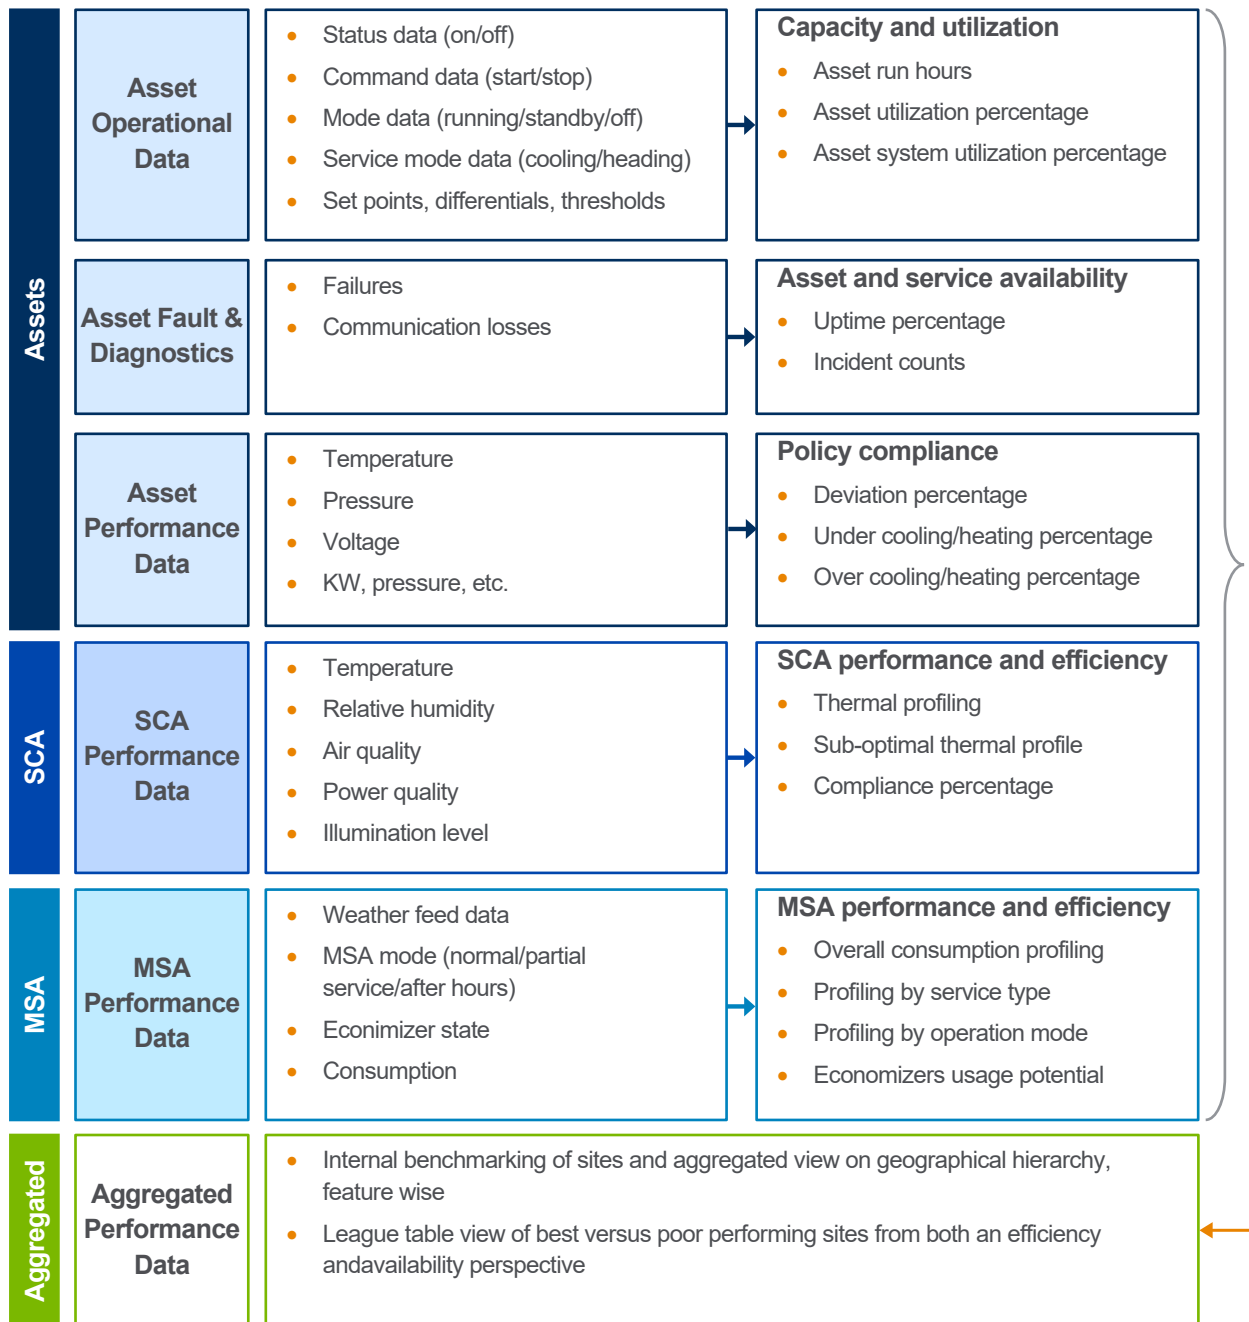 Assets
Asset
Operational
Data
Status data (on/off)
Command data (start/stop)
Mode data (running/standby/off)
Service mode data (cooling/heading)
Set points, differentials, thresholds
Capacity and utilization
Asset run hours
Asset utilization percentage
Asset system utilization percentage
Asset Fault &
Diagnostics
Failures
Communication losses
Asset and service availability
Uptime percentage
Incident counts
Asset
Performance
Data
Temperature
Pressure
Voltage
KW, pressure, etc.
Policy compliance
Deviation percentage
Under cooling/heating percentage
Over cooling/heating percentage
SCA
SCA
Performance
Data
Temperature
Relative humidity
Air quality
Power quality
Illumination level
SCA performance and efficiency
Thermal profiling
Sub-optimal thermal profile
Compliance percentage
MSA
MSA
Performance
Data
Weather feed data
MSA mode (normal/partial
service/after hours)
Econimizer state
Consumption
MSA performance and efficiency
Overall consumption profiling
Profiling by service type
Profiling by operation mode
Economizers usage potential
Aggregated
Aggregated
Performance
Data
Internal benchmarking of sites and aggregated view on geographical hierarchy,
feature wise
League table view of best versus poor performing sites from both an efficiency
andavailability perspective